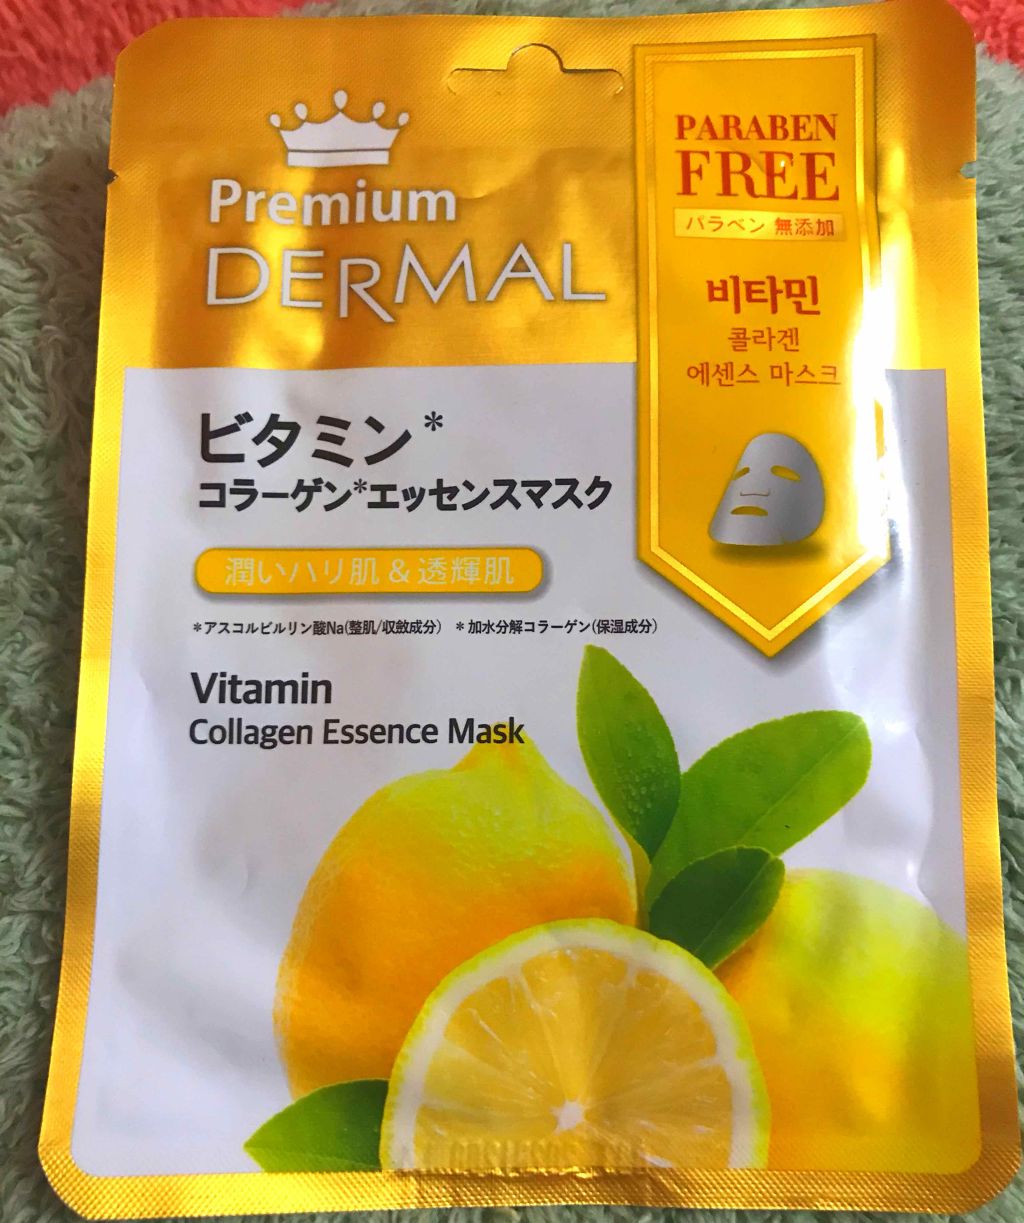 Premium
DERMAL
PARABEN
FREE
パラベン 無添加
비타민
콜라겐
에센스 마스크
ビタミン*
コラーゲン*エッセンスマスク
潤いハリ肌 & 透輝肌
*アスコルビルリン酸Na(整肌/収斂成分) *加水分解コラーゲン(保湿成分)
Vitamin
Collagen Essence Mask